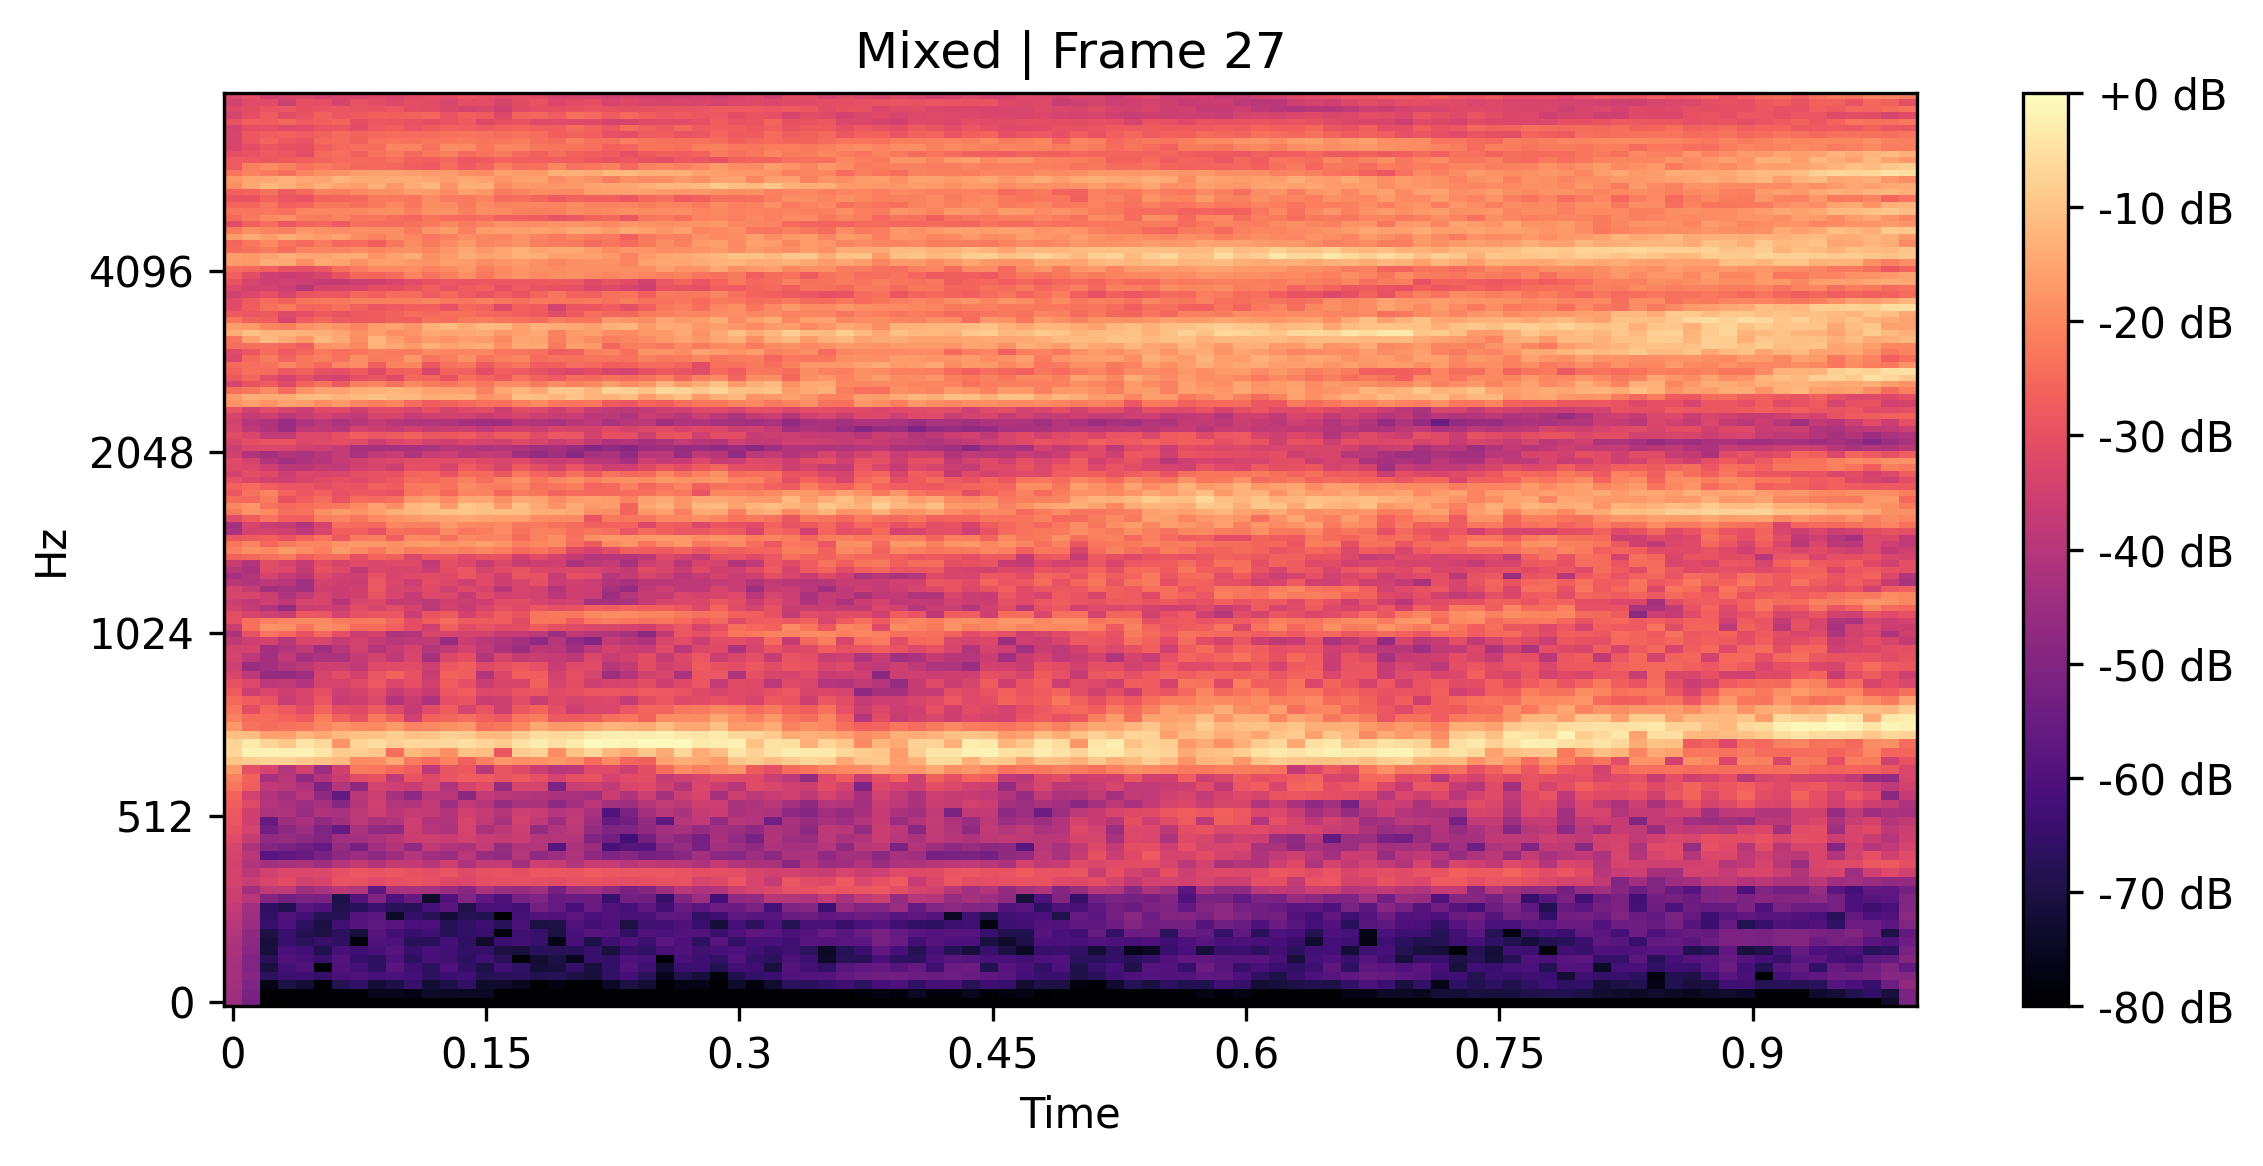 Mixed | Frame 27
+0 dB
-10 dB
4096
-20 dB
-30 dB
2048
-40 dB
Hz
1024
-50 dB
512
-60 dB
-70 dB
0
-80 dB
0 0.15 0.3 0.45 0.6 0.75 0.9
Time